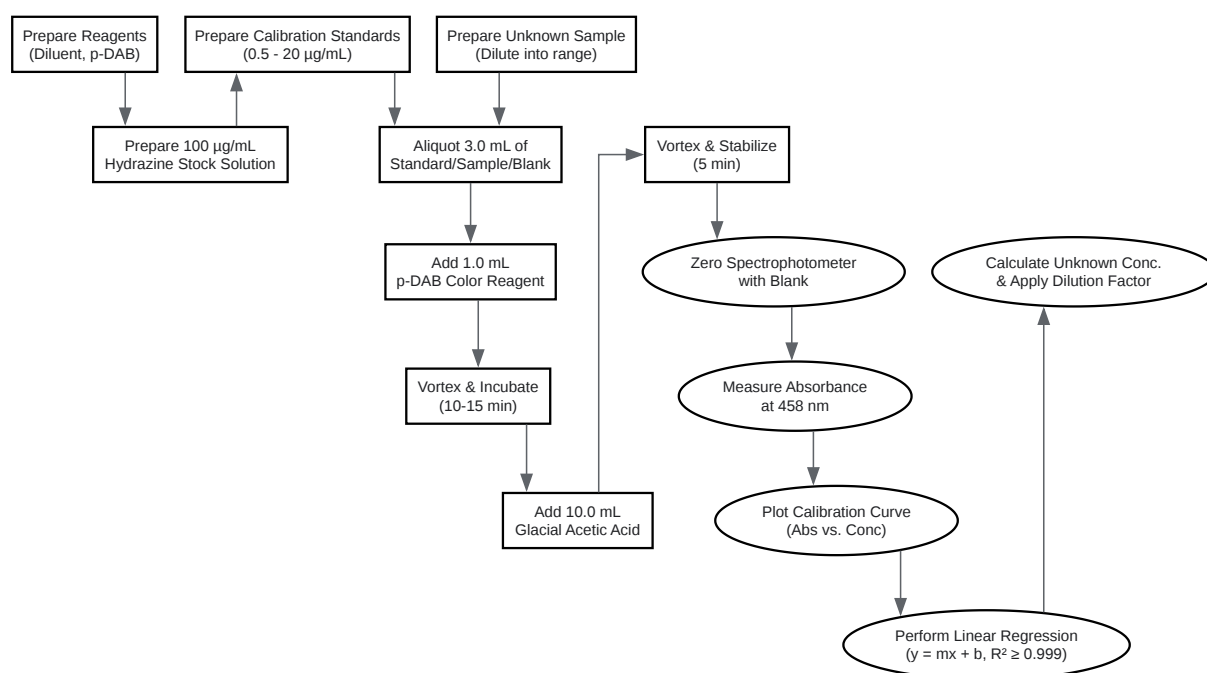 Prepare Reagents
(Diluent, p-DAB)
Prepare 100 µg/mL
Hydrazine Stock Solution
Prepare Calibration Standards
(0.5 - 20 µg/mL)
Prepare Unknown Sample
(Dilute into range)
Aliquot 3.0 mL of
Standard/Sample/Blank
Add 1.0 mL
p-DAB Color Reagent
Vortex & Incubate
(10-15 min)
Add 10.0 mL
Glacial Acetic Acid
Vortex & Stabilize
(5 min)
Zero Spectrophotometer
with Blank
Measure Absorbance
at 458 nm
Plot Calibration Curve
(Abs vs. Conc)
Perform Linear Regression
(y = mx + b, R² ≥ 0.999)
Calculate Unknown Conc.
& Apply Dilution Factor